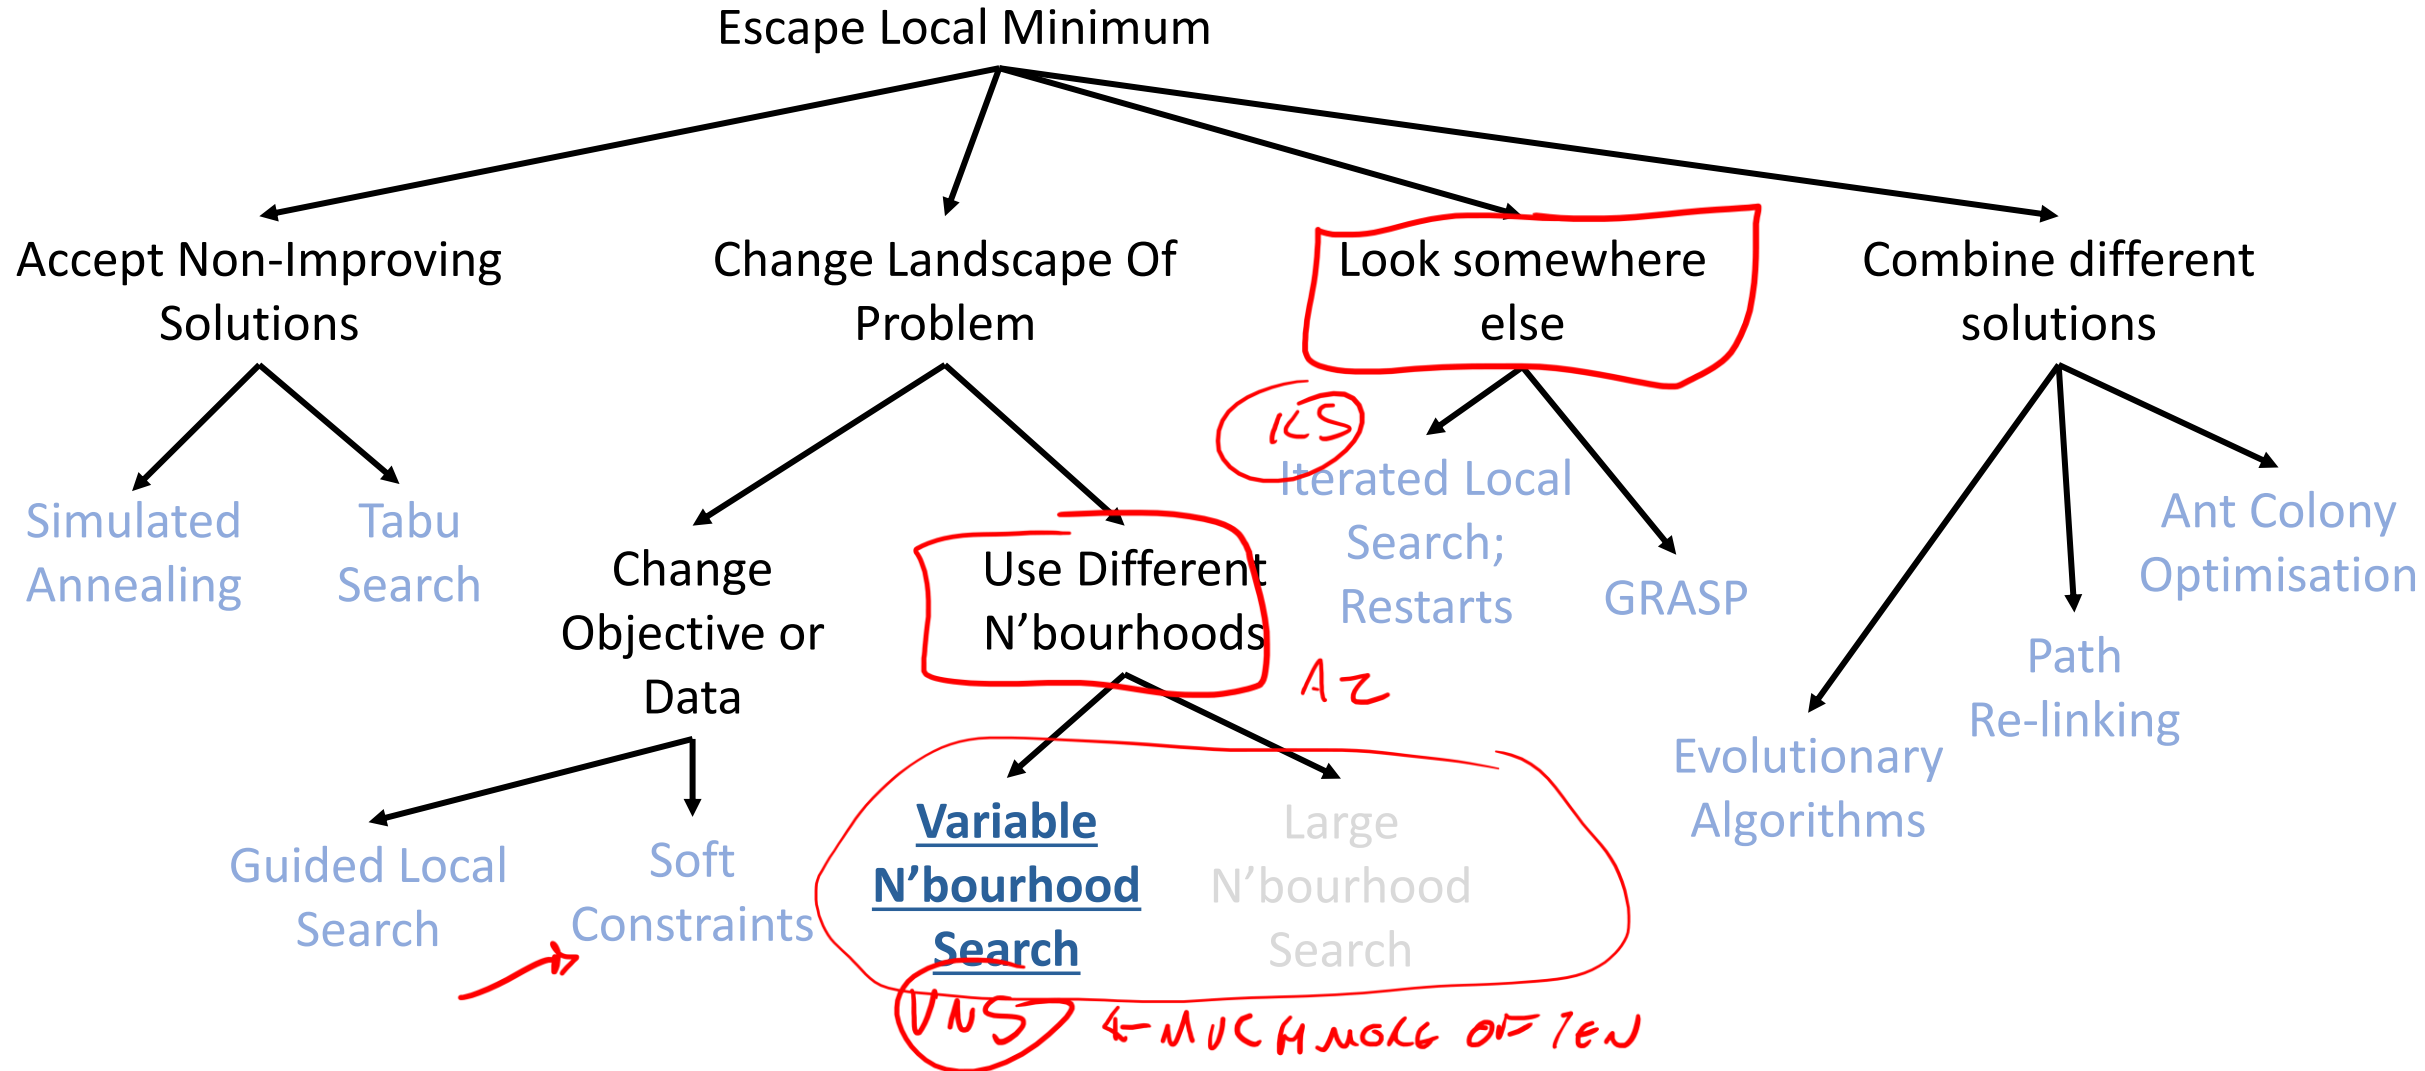 Escape Local Minimum
Accept Non-Improving
Solutions
Change Landscape Of
Problem
Look somewhere
else
Combine different
solutions
Simulated
Annealing
Tabu
Search
Change
Objective or
Data
Use Different
N'bourhoods
Iterated Local
Search;
Restarts
GRASP
Ant Colony
Optimisation
Path
Re-linking
Evolutionary
Algorithms
Guided Local
Search
Soft
Constraints
Variable
N'bourhood
Search
Large
N'bourhood
Search
VNS
MUCH MORE OFTEN